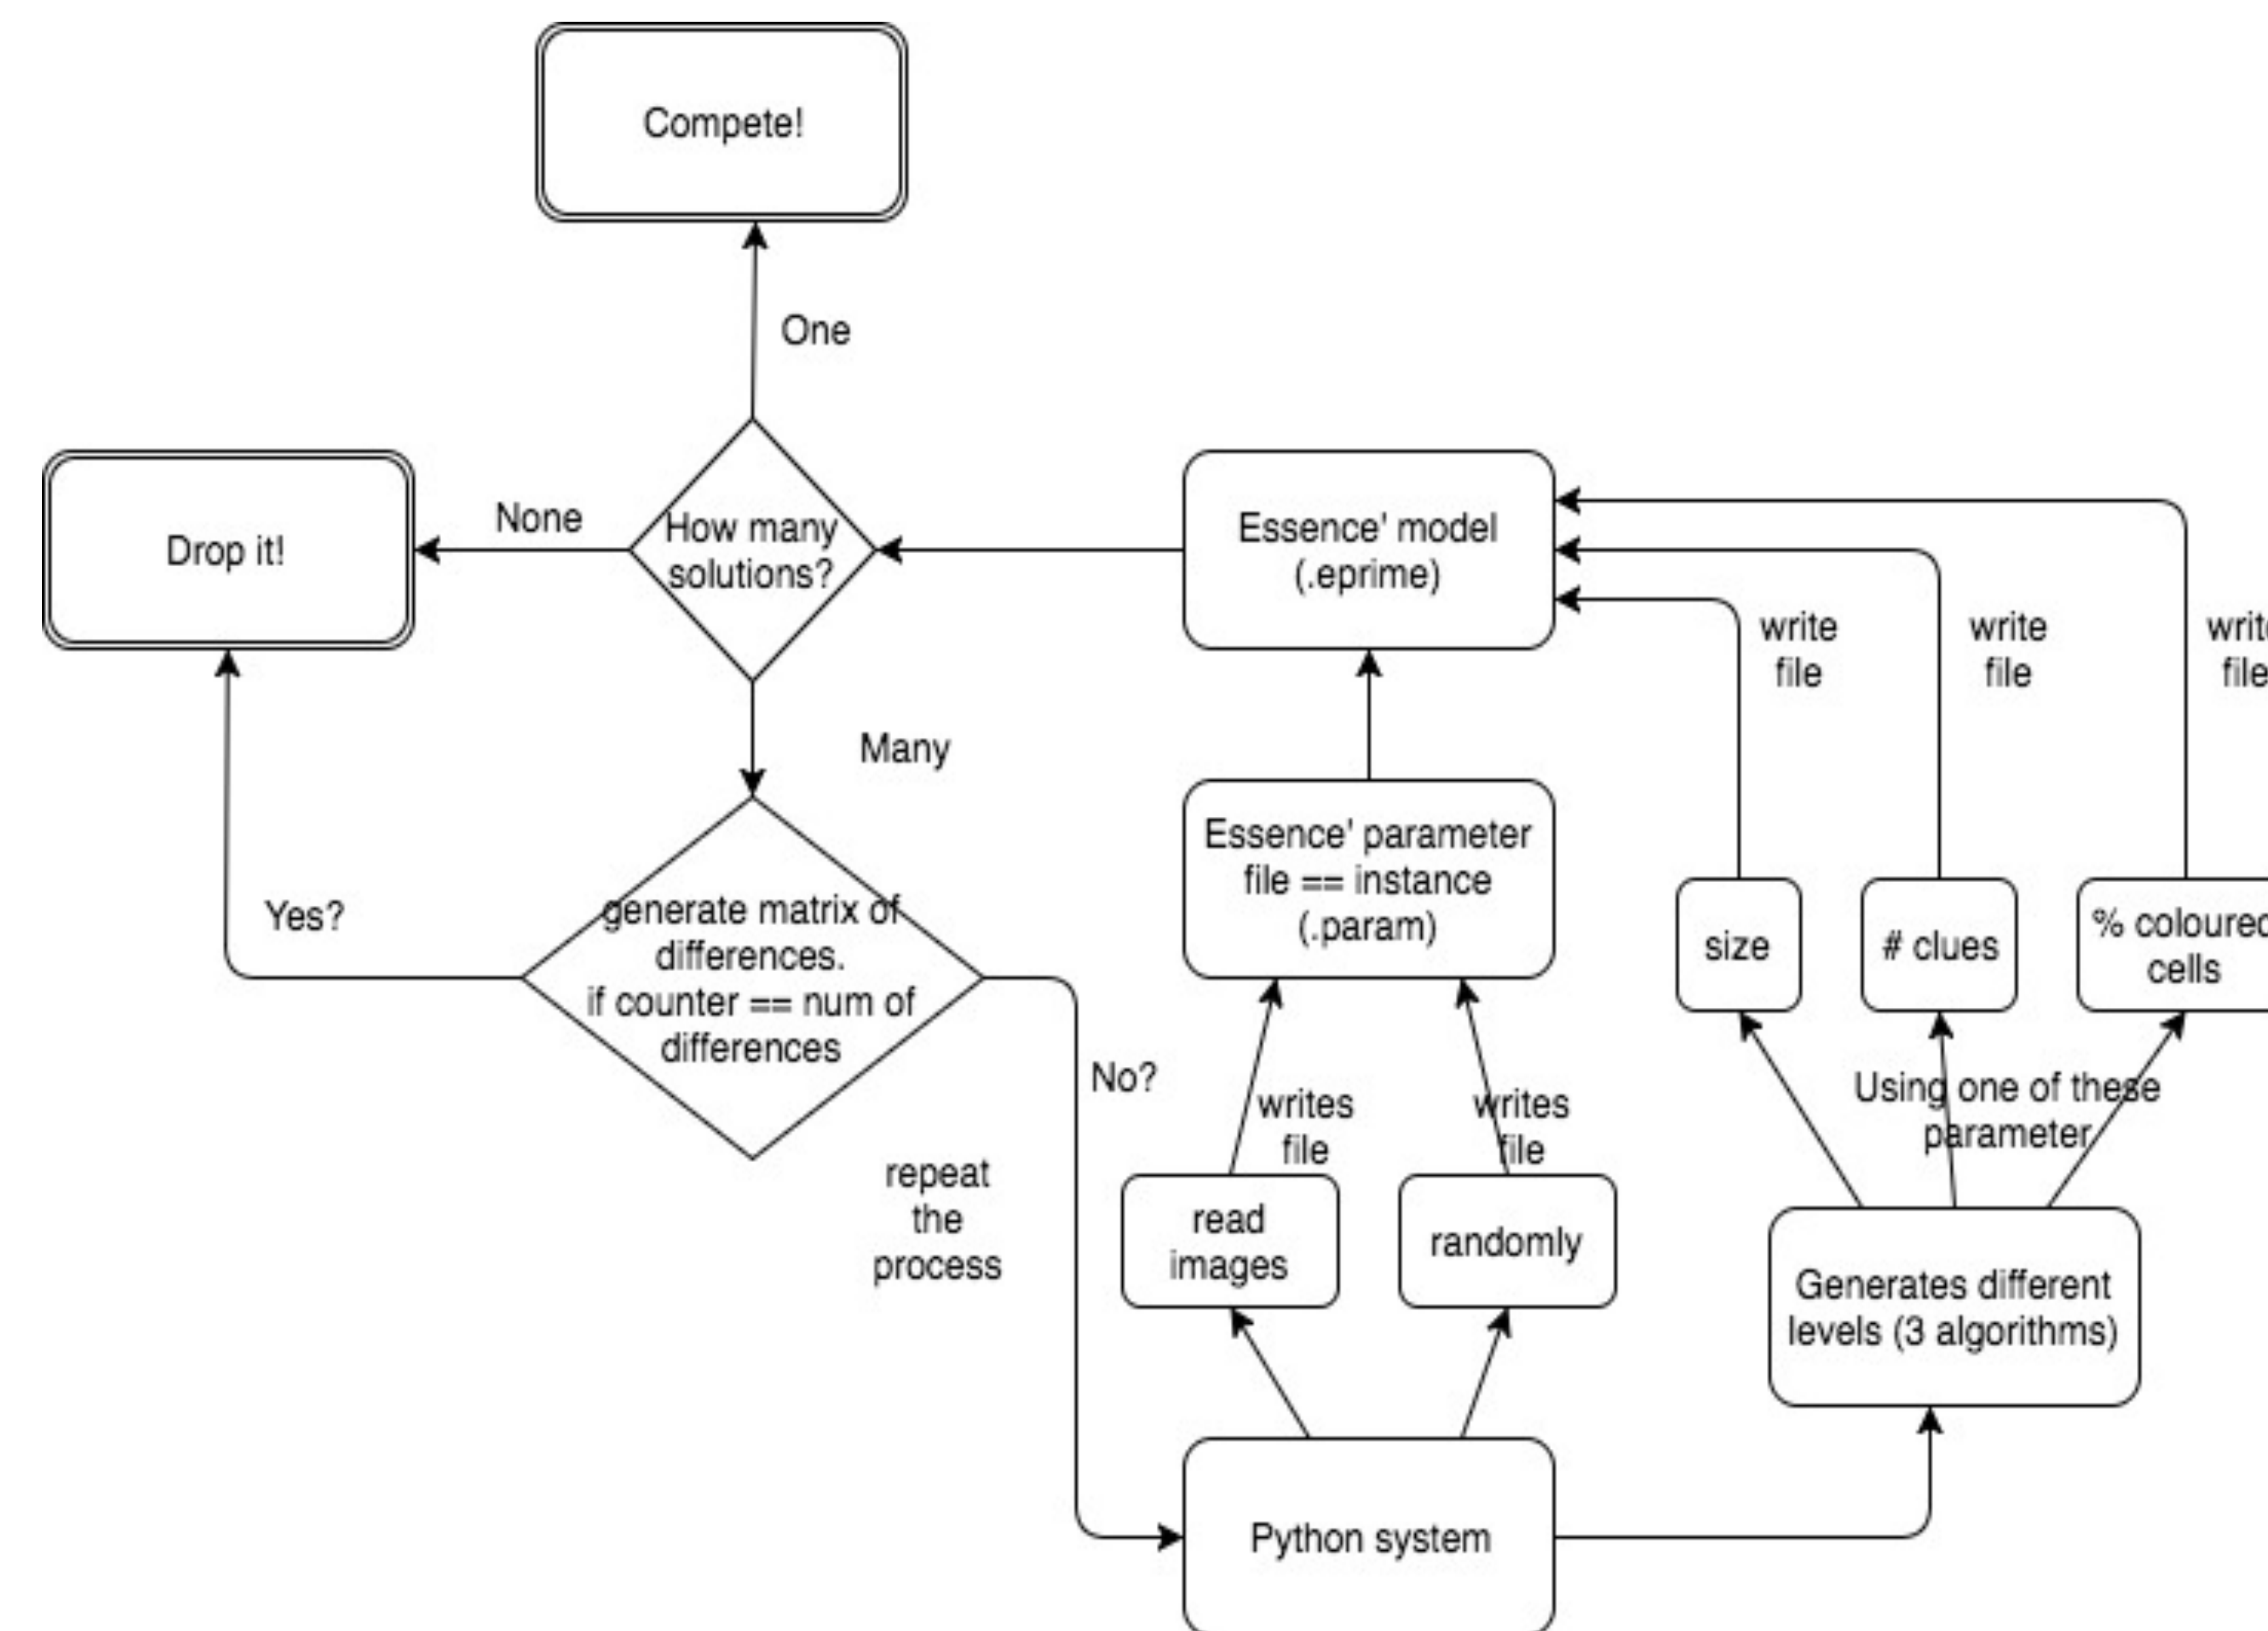 Compete!
One
None
How many
solutions?
Drop it!
Essence' model
(.eprime)
write
file
write
file
Many
Essence' parameter
file == instance
(.param)
Yes?
generate matrix of
differences.
if counter == num of
differences
size
# clues
% coloured
cells
No?
writes
file
writes
file
Using one of these
parameter
repeat
the
process
read
images
randomly
Generates different
levels (3 algorithms)
Python system